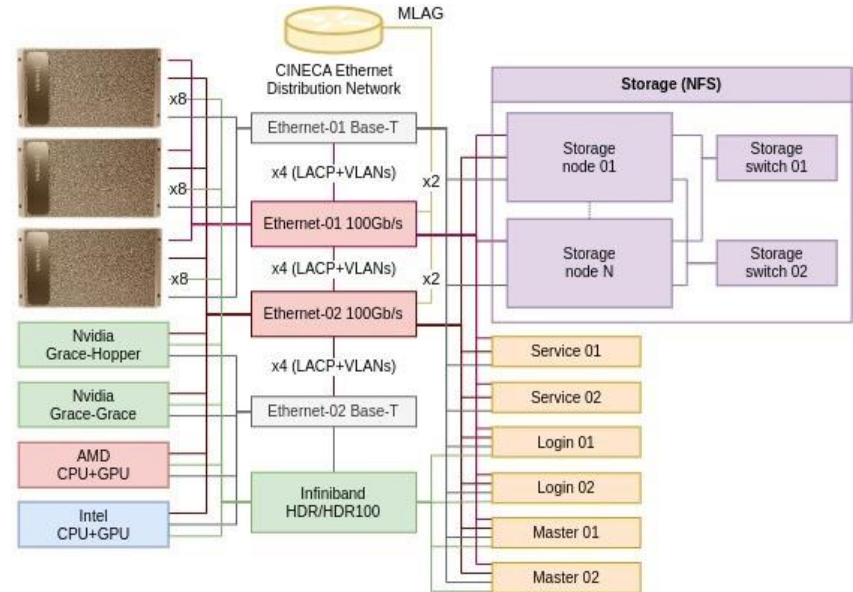 MLAG
CINECA Ethernet
Distribution Network
x8
x8
x8
Nvidia
Grace-Hopper
Nvidia
Grace-Grace
AMD
CPU+GPU
Intel
CPU+GPU
Ethernet-01 Base-T
x4 (LACP+VLANs)
x2
Ethernet-01 100Gb/s
x4 (LACP+VLANs)
x2
Ethernet-02 100Gb/s
x4 (LACP+VLANs)
Ethernet-02 Base-T
Infiniband
HDR/HDR100
Storage (NFS)
Storage
node 01
Storage
switch 01
Storage
node N
Storage
switch 02
Service 01
Service 02
Login 01
Login 02
Master 01
Master 02